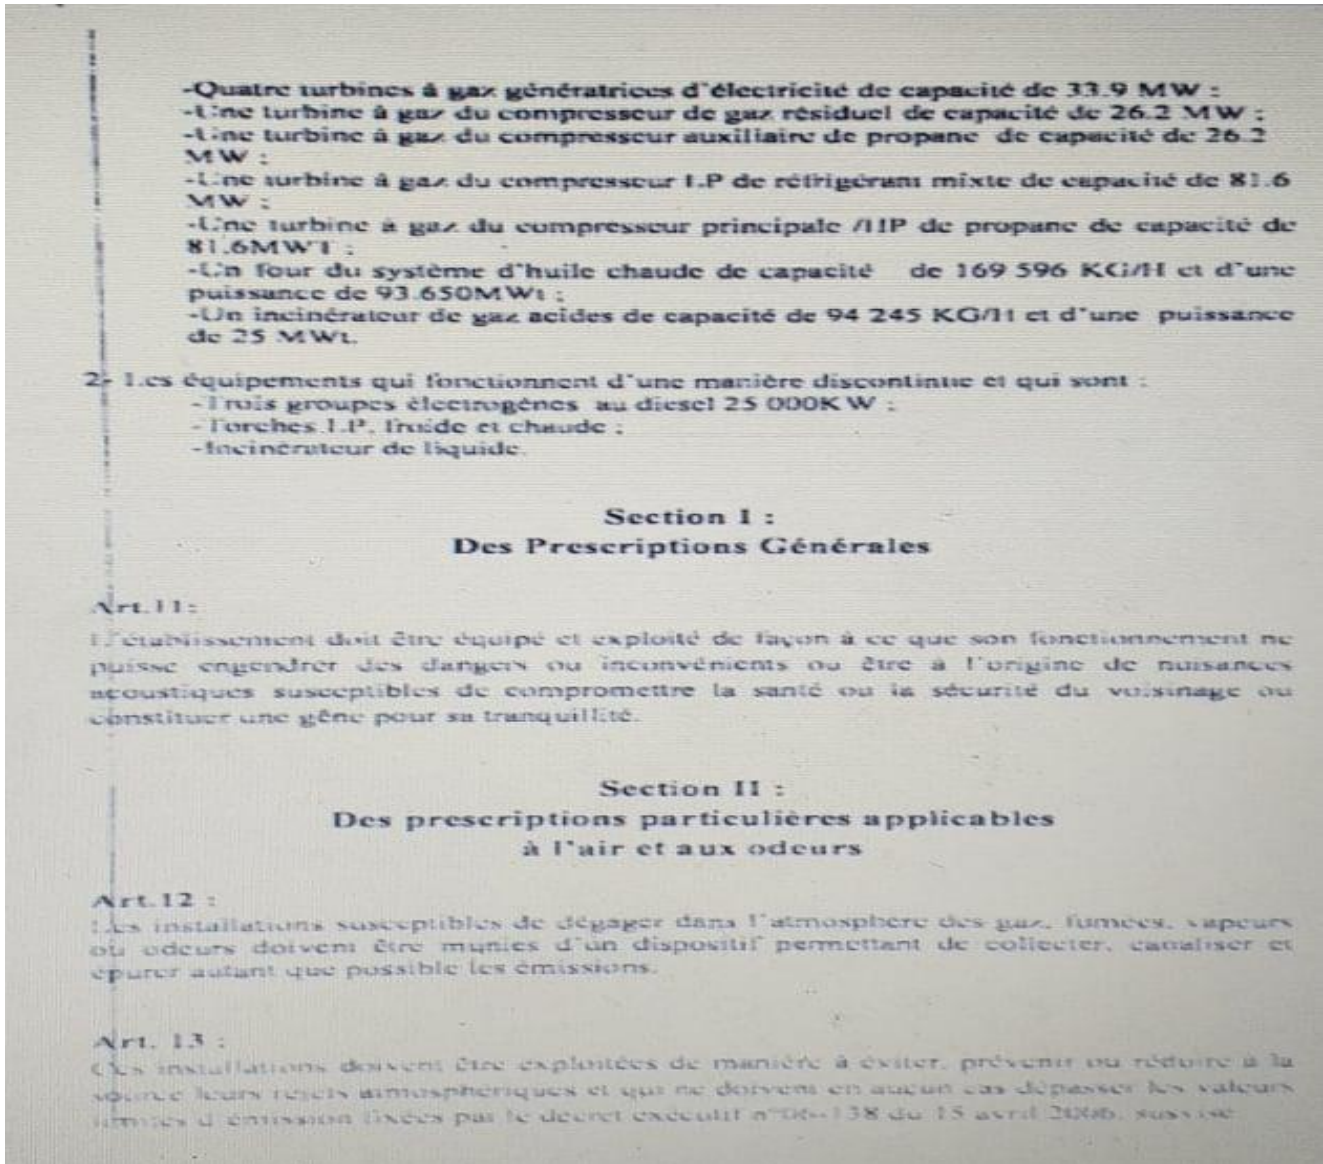 -Quatre turbines à gaz génératrices d'électricité de capacité de 33.9 MW ;
-Une turbine à gaz du compresseur de gaz résiduel de capacité de 26.2 MW ;
-Une turbine à gaz du compresseur auxiliaire de propane de capacité de 26.2
MW ;
-Une turbine à gaz du compresseur LP de réfrigérant mixte de capacité de 81.6
MW ;
-Une turbine à gaz du compresseur principale /HP de propane de capacité de
81.6MWT ;
-Un four du système d'huile chaude de capacité de 169 596 KG/H et d'une
puissance de 93.650MWt ;
-Un incinérateur de gaz acides de capacité de 94 245 KG/H et d'une puissance
de 25 MWt.
2- Les équipements qui fonctionnent d'une manière discontinue et qui sont :
-Trois groupes électrogènes au diesel 25 000KW ;
-Torches LP, froide et chaude ;
-Incinérateur de liquide.
Section I :
Des Prescriptions Générales
Art.11:
L'établissement doit être équipé et exploité de façon à ce que son fonctionnement ne
puisse engendrer des dangers ou inconvénients ou être à l'origine de nuisances
acoustiques susceptibles de compromettre la santé ou la sécurité du voisinage ou
constituer une gêne pour sa tranquillité.
Section II :
Des prescriptions particulières applicables
à l'air et aux odeurs
Art.12 :
Les installations susceptibles de dégager dans l'atmosphère des gaz, fumées, vapeurs
ou odeurs doivent être munies d'un dispositif permettant de collecter, canaliser et
épurer autant que possible les émissions.
Art. 13 :
Ces installations doivent être exploitées de manière à éviter, prévenir ou réduire à la
source leurs rejets atmosphériques et qui ne doivent en aucun cas dépasser les valeurs
limites d'émission fixées par le décret exécutif n°06-138 du 15 avril 2006, susvisé